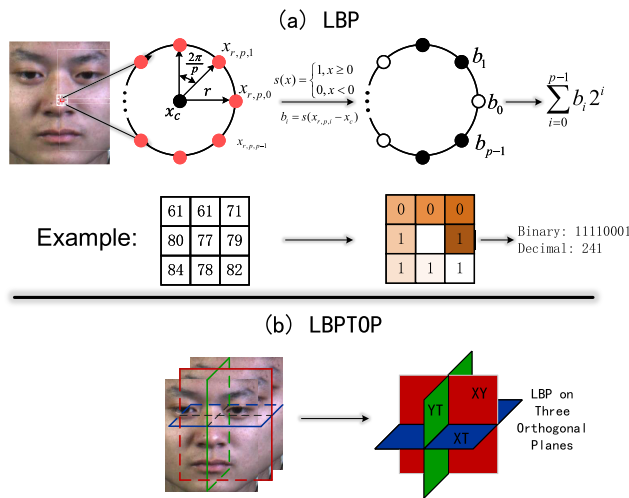 (a) LBP
x_{r,p,1}
2π/p
x_{r,p,0}
r
x_c
x_{r,p,p-1}
s(x) = {1, x ≥ 0
0, x < 0
b_i = s(x_{r,p,i} − x_c)
b_1
b_0
b_{p-1}
∑_{i=0}^{p-1} b_i 2^i
Example:
61 61 71
80 77 79
84 78 82
0 0 0
1 1
1 1 1
Binary: 11110001
Decimal: 241
(b) LBPTOP
XY
YT
XT
LBP on
Three
Orthogonal
Planes